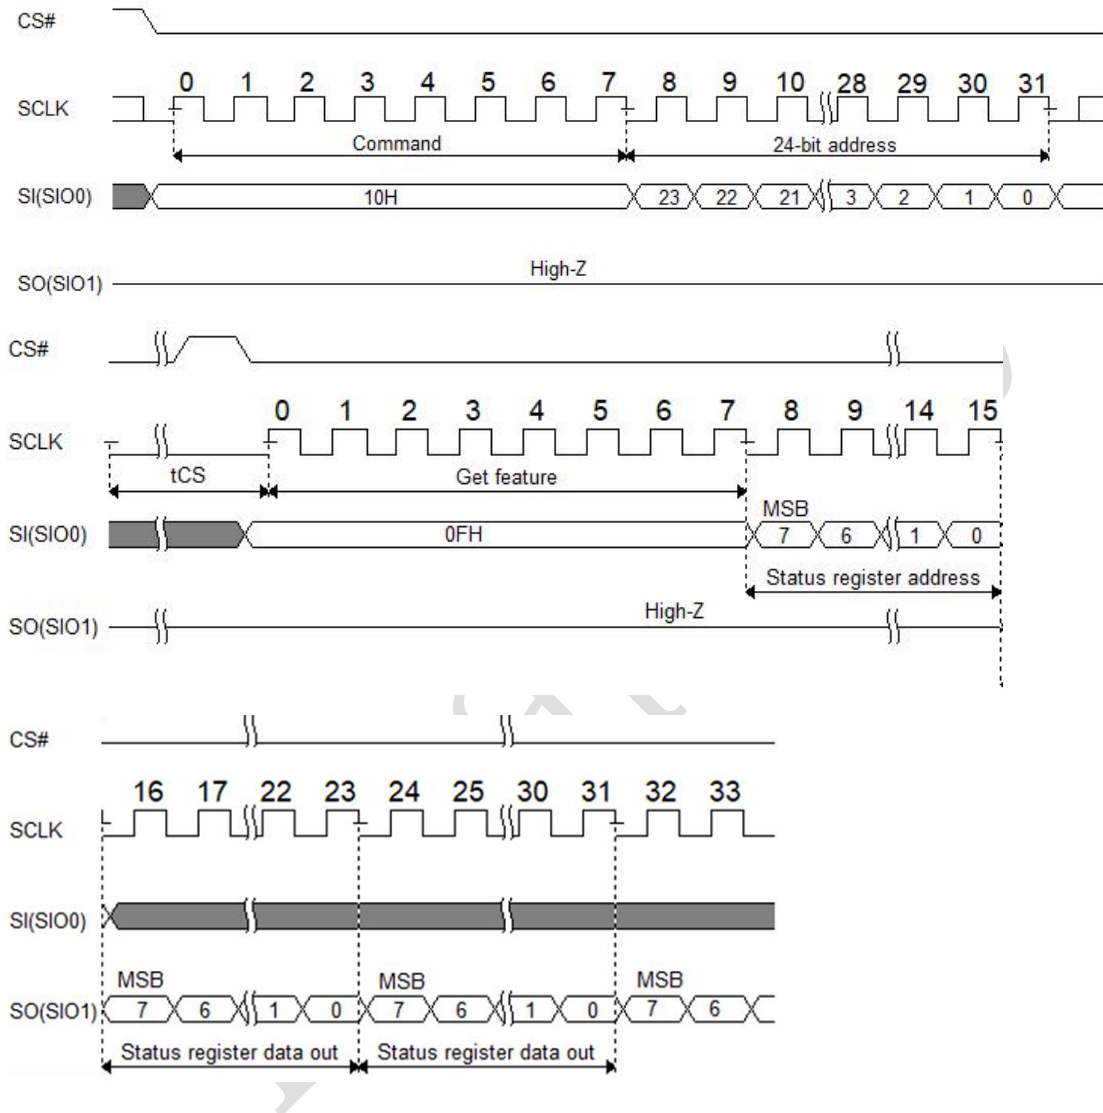 CS#
0 1 2 3 4 5 6 7 8 9 10 28 29 30 31
SCLK
Command 24-bit address
SI(SIO0) 10H 23 22 21 3 2 1 0
High-Z
SO(SIO1)
CS#
0 1 2 3 4 5 6 7 8 9 14 15
SCLK
tCS Get feature
MSB
SI(SIO0) 0FH 7 6 1 0
Status register address
High-Z
SO(SIO1)
CS#
16 17 22 23 24 25 30 31 32 33
SCLK
SI(SIO0)
MSB MSB MSB
SO(SIO1) 7 6 1 0 7 6 1 0 7 6
Status register data out Status register data out